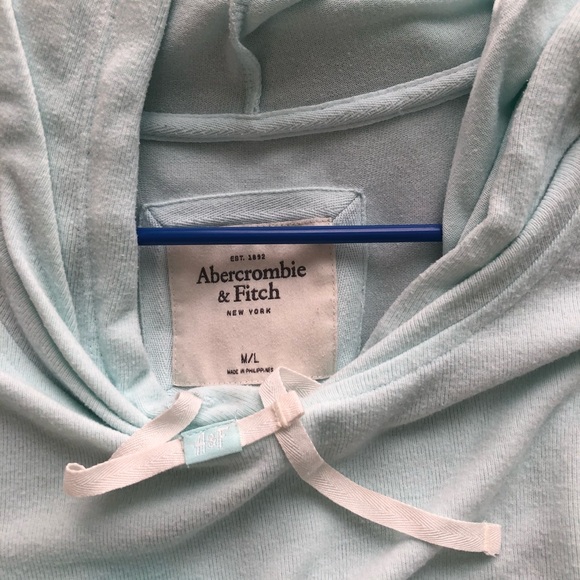 EST. 1892
Abercrombie
& Fitch
NEW YORK
M/L
MADE IN PHILIPPINES